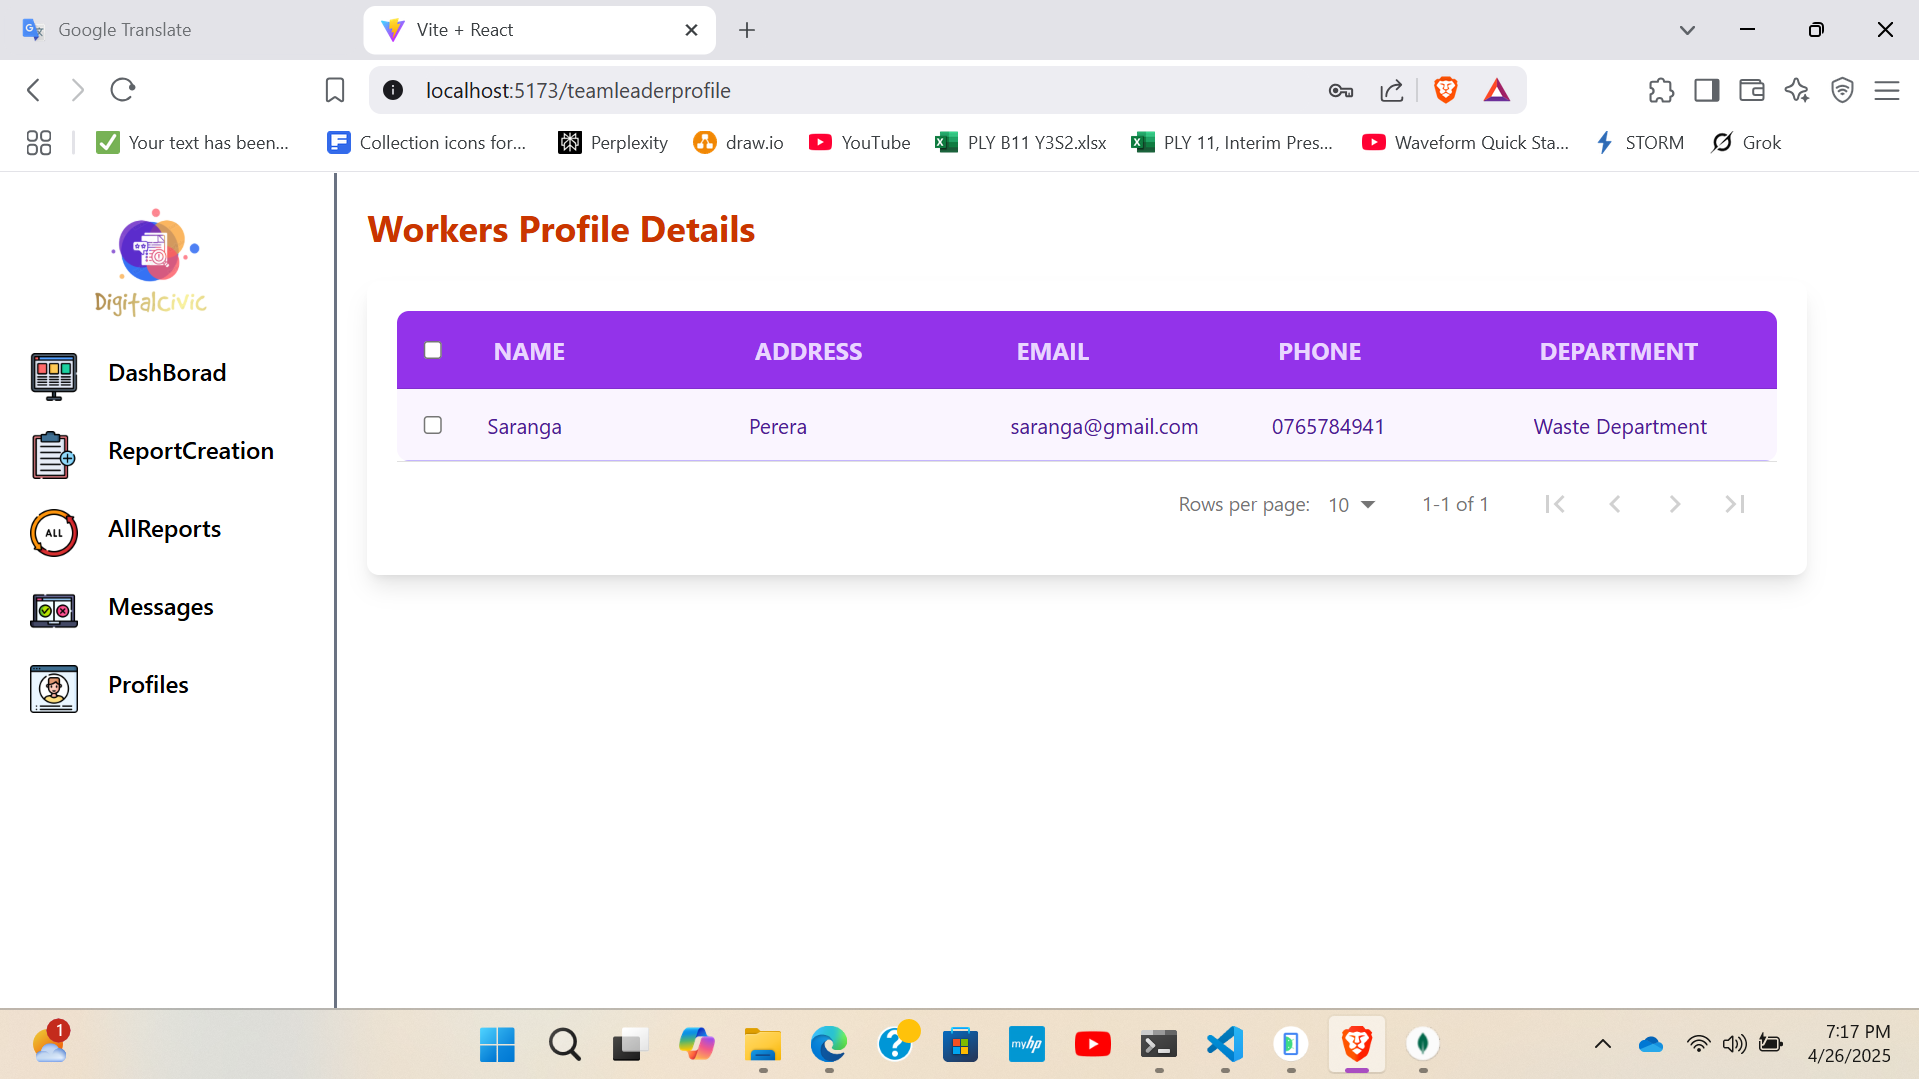 Google Translate
Vite + React
localhost:5173/teamleaderprofile
Your text has been...
Collection icons for...
Perplexity
draw.io
YouTube
PLY B11 Y3S2.xlsx
PLY 11, Interim Pres...
Waveform Quick Sta...
STORM
Grok
Digitalcivic
DashBorad
ReportCreation
ALL
AllReports
Messages
Profiles
Workers Profile Details
NAME ADDRESS EMAIL PHONE DEPARTMENT
Saranga Perera saranga@gmail.com 0765784941 Waste Department
Rows per page: 10 1-1 of 1
1
myhp
7:17 PM
4/26/2025